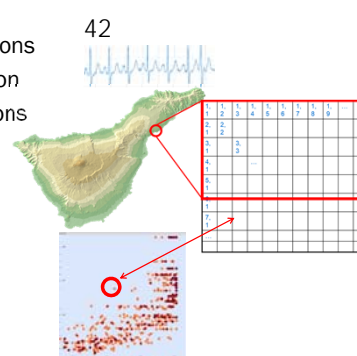 42
ons
on
ons
1, 1, 1, 1, 1, 1, 1, 1, 1, ...
1 2 3 4 5 6 7 8 9
2, 2,
1 2
3, 3,
1 3
4, ...
1
5,
1
1
7,
1
...